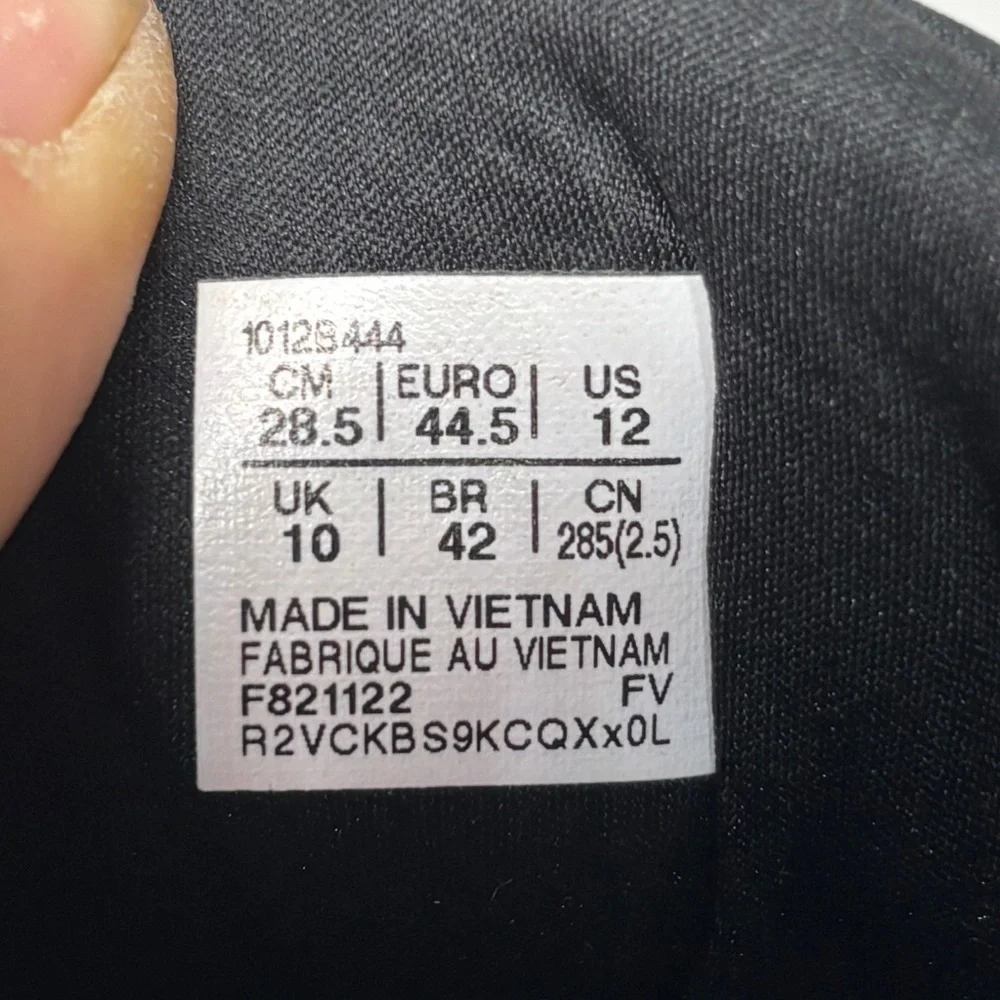 1012B444
CM | EURO | US
28.5 | 44.5 | 12
UK | BR | CN
10 | 42 | 285(2.5)
MADE IN VIETNAM
FABRIQUE AU VIETNAM
F821122 FV
R2VCKBS9KCQXx0L